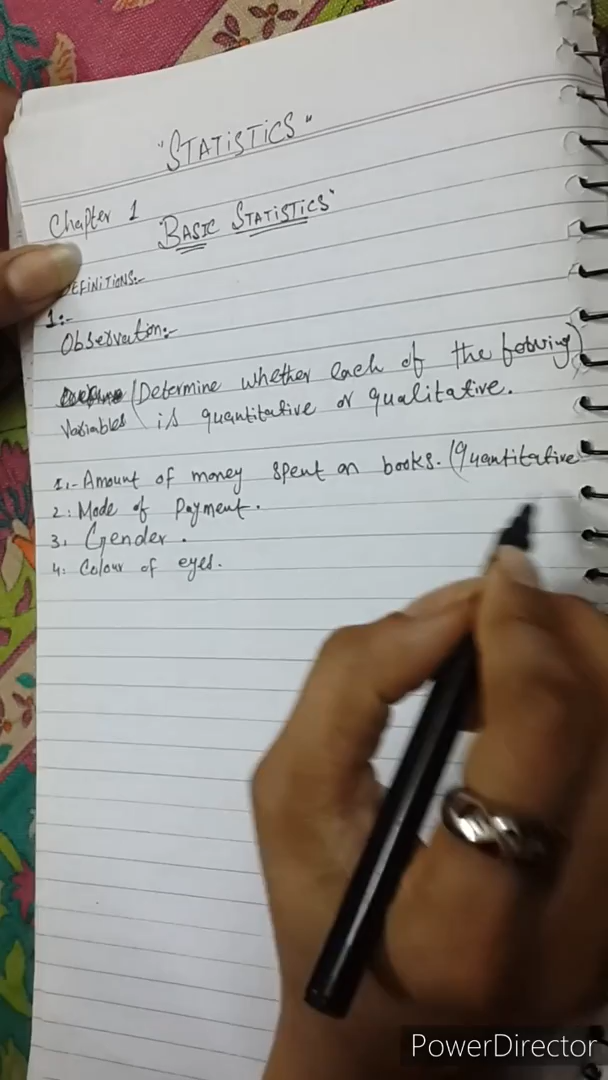 "STATISTICS"
Chapter 1
"BASIC STATISTICS"
DEFINITIONS:-
1:-
Observation:-
(Determine whether each of the following)
variables is quantitative or qualitative.
1:- Amount of money spent on books. (Quantitative
2: Mode of Payment.
3. Gender.
4: Colour of eyes.
PowerDirector